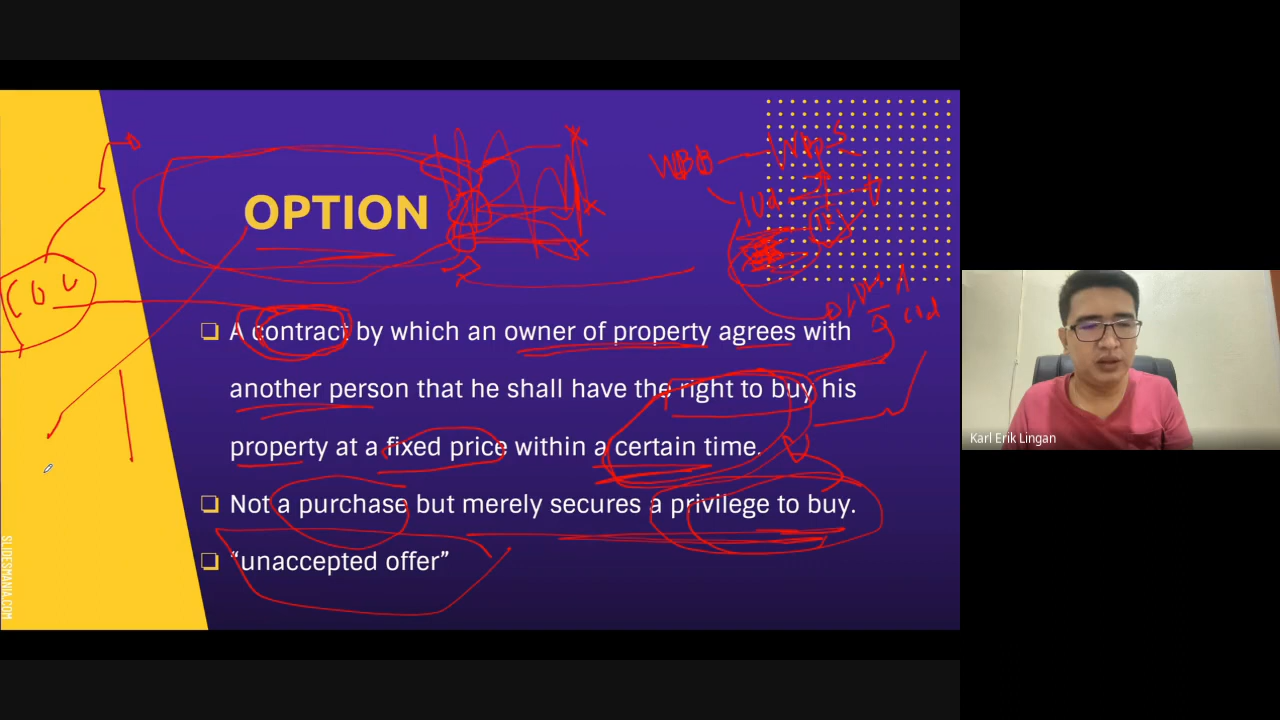 OPTION
A contract by which an owner of property agrees with
another person that he shall have the right to buy his
property at a fixed price within a certain time.
Not a purchase but merely secures a privilege to buy.
“unaccepted offer”
SLIDESMANIA.COM
Karl Erik Lingan